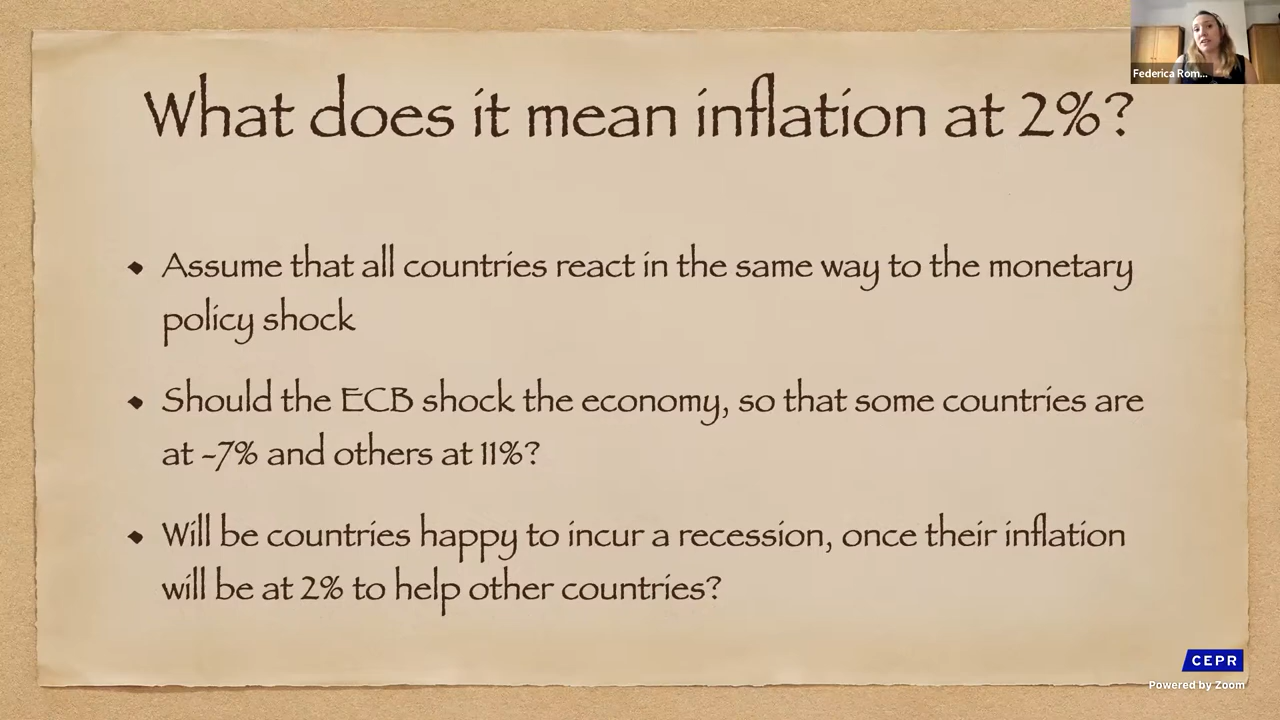 Federica Rom...
What does it mean inflation at 2%?
Assume that all countries react in the same way to the monetary
policy shock
Should the ECB shock the economy, so that some countries are
at -7% and others at 11%?
Will be countries happy to incur a recession, once their inflation
will be at 2% to help other countries?
CEPR
Powered by Zoom